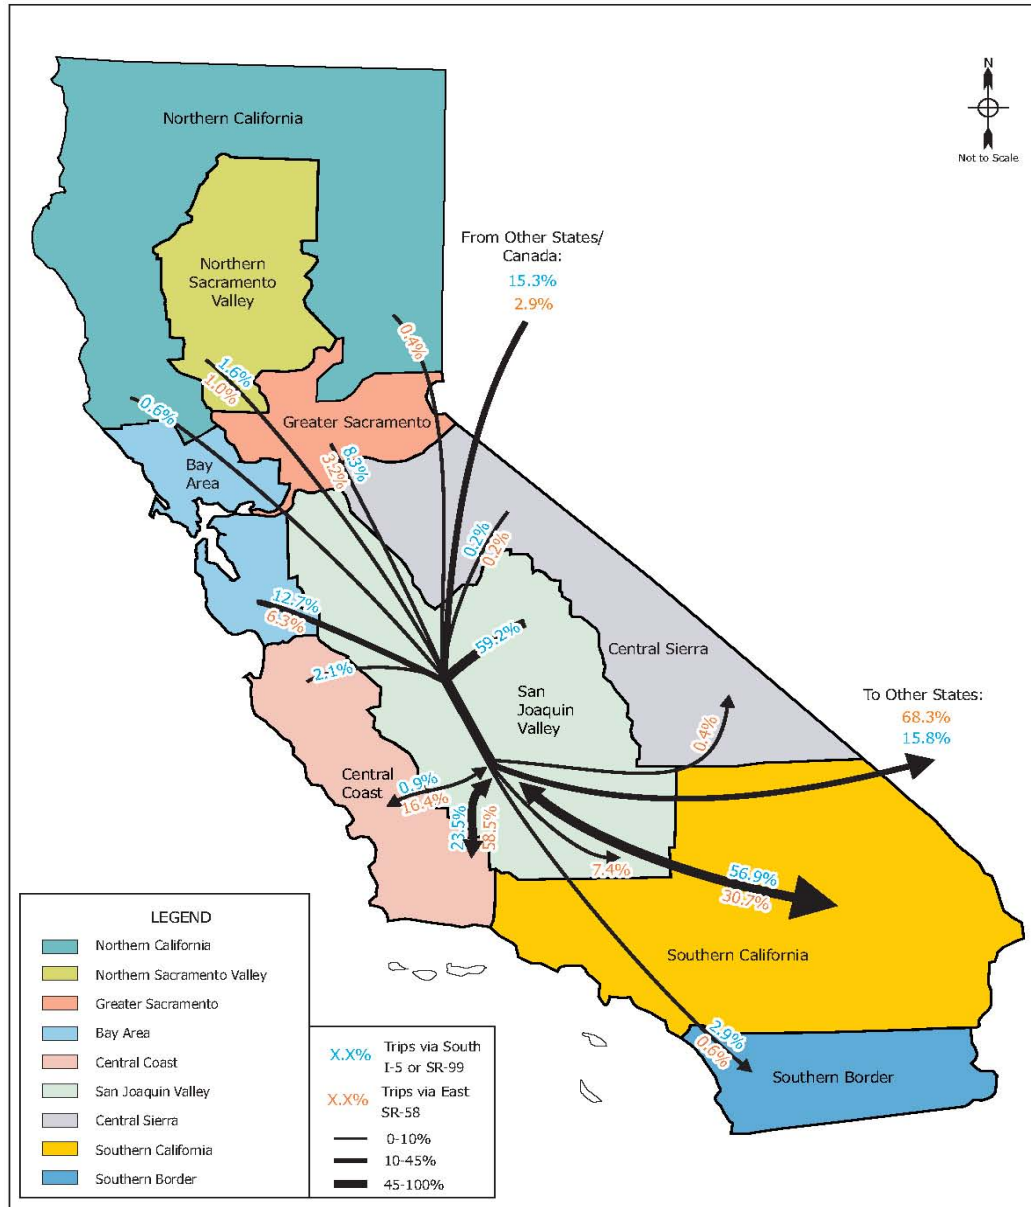 N
Not to Scale
Northern California
From Other States/
Canada:
15.3%
2.9%
Northern
Sacramento
Valley
0.4%
1.6%
1.0%
0.6%
Greater Sacramento
8.3%
3.2%
Bay
Area
0.2%
0.2%
12.7%
6.3%
59.2%
Central Sierra
2.1%
San
Joaquin
Valley
To Other States:
68.3%
15.8%
0.4%
Central
Coast
0.9%
16.4%
23.5%
58.5%
7.4%
56.9%
30.7%
Southern California
2.9%
0.6%
Southern Border
LEGEND
Northern California
Northern Sacramento Valley
Greater Sacramento
Bay Area
Central Coast
San Joaquin Valley
Central Sierra
Southern California
Southern Border
X.X% Trips via South
I-5 or SR-99
X.X% Trips via East
SR-58
0-10%
10-45%
45-100%